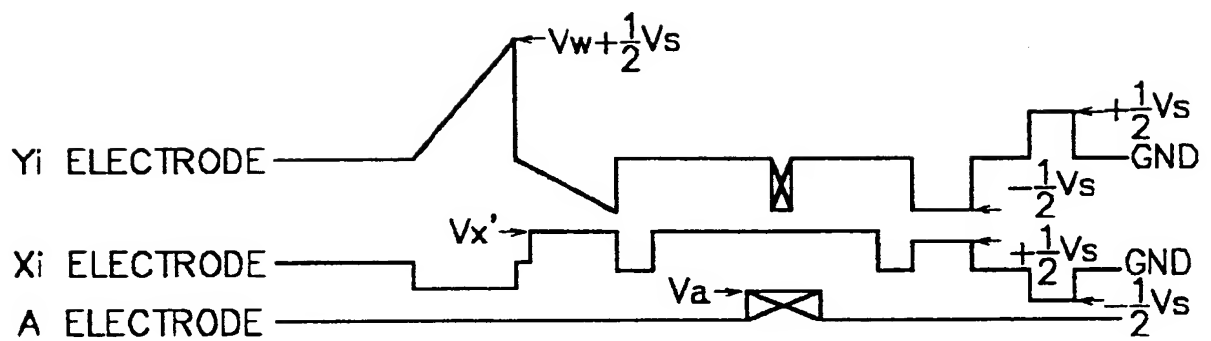 Vw+1/2Vs
+1/2Vs
Yi ELECTRODE
GND
-1/2Vs
Vx'
Xi ELECTRODE
+1/2Vs
GND
Va
-1/2Vs
A ELECTRODE